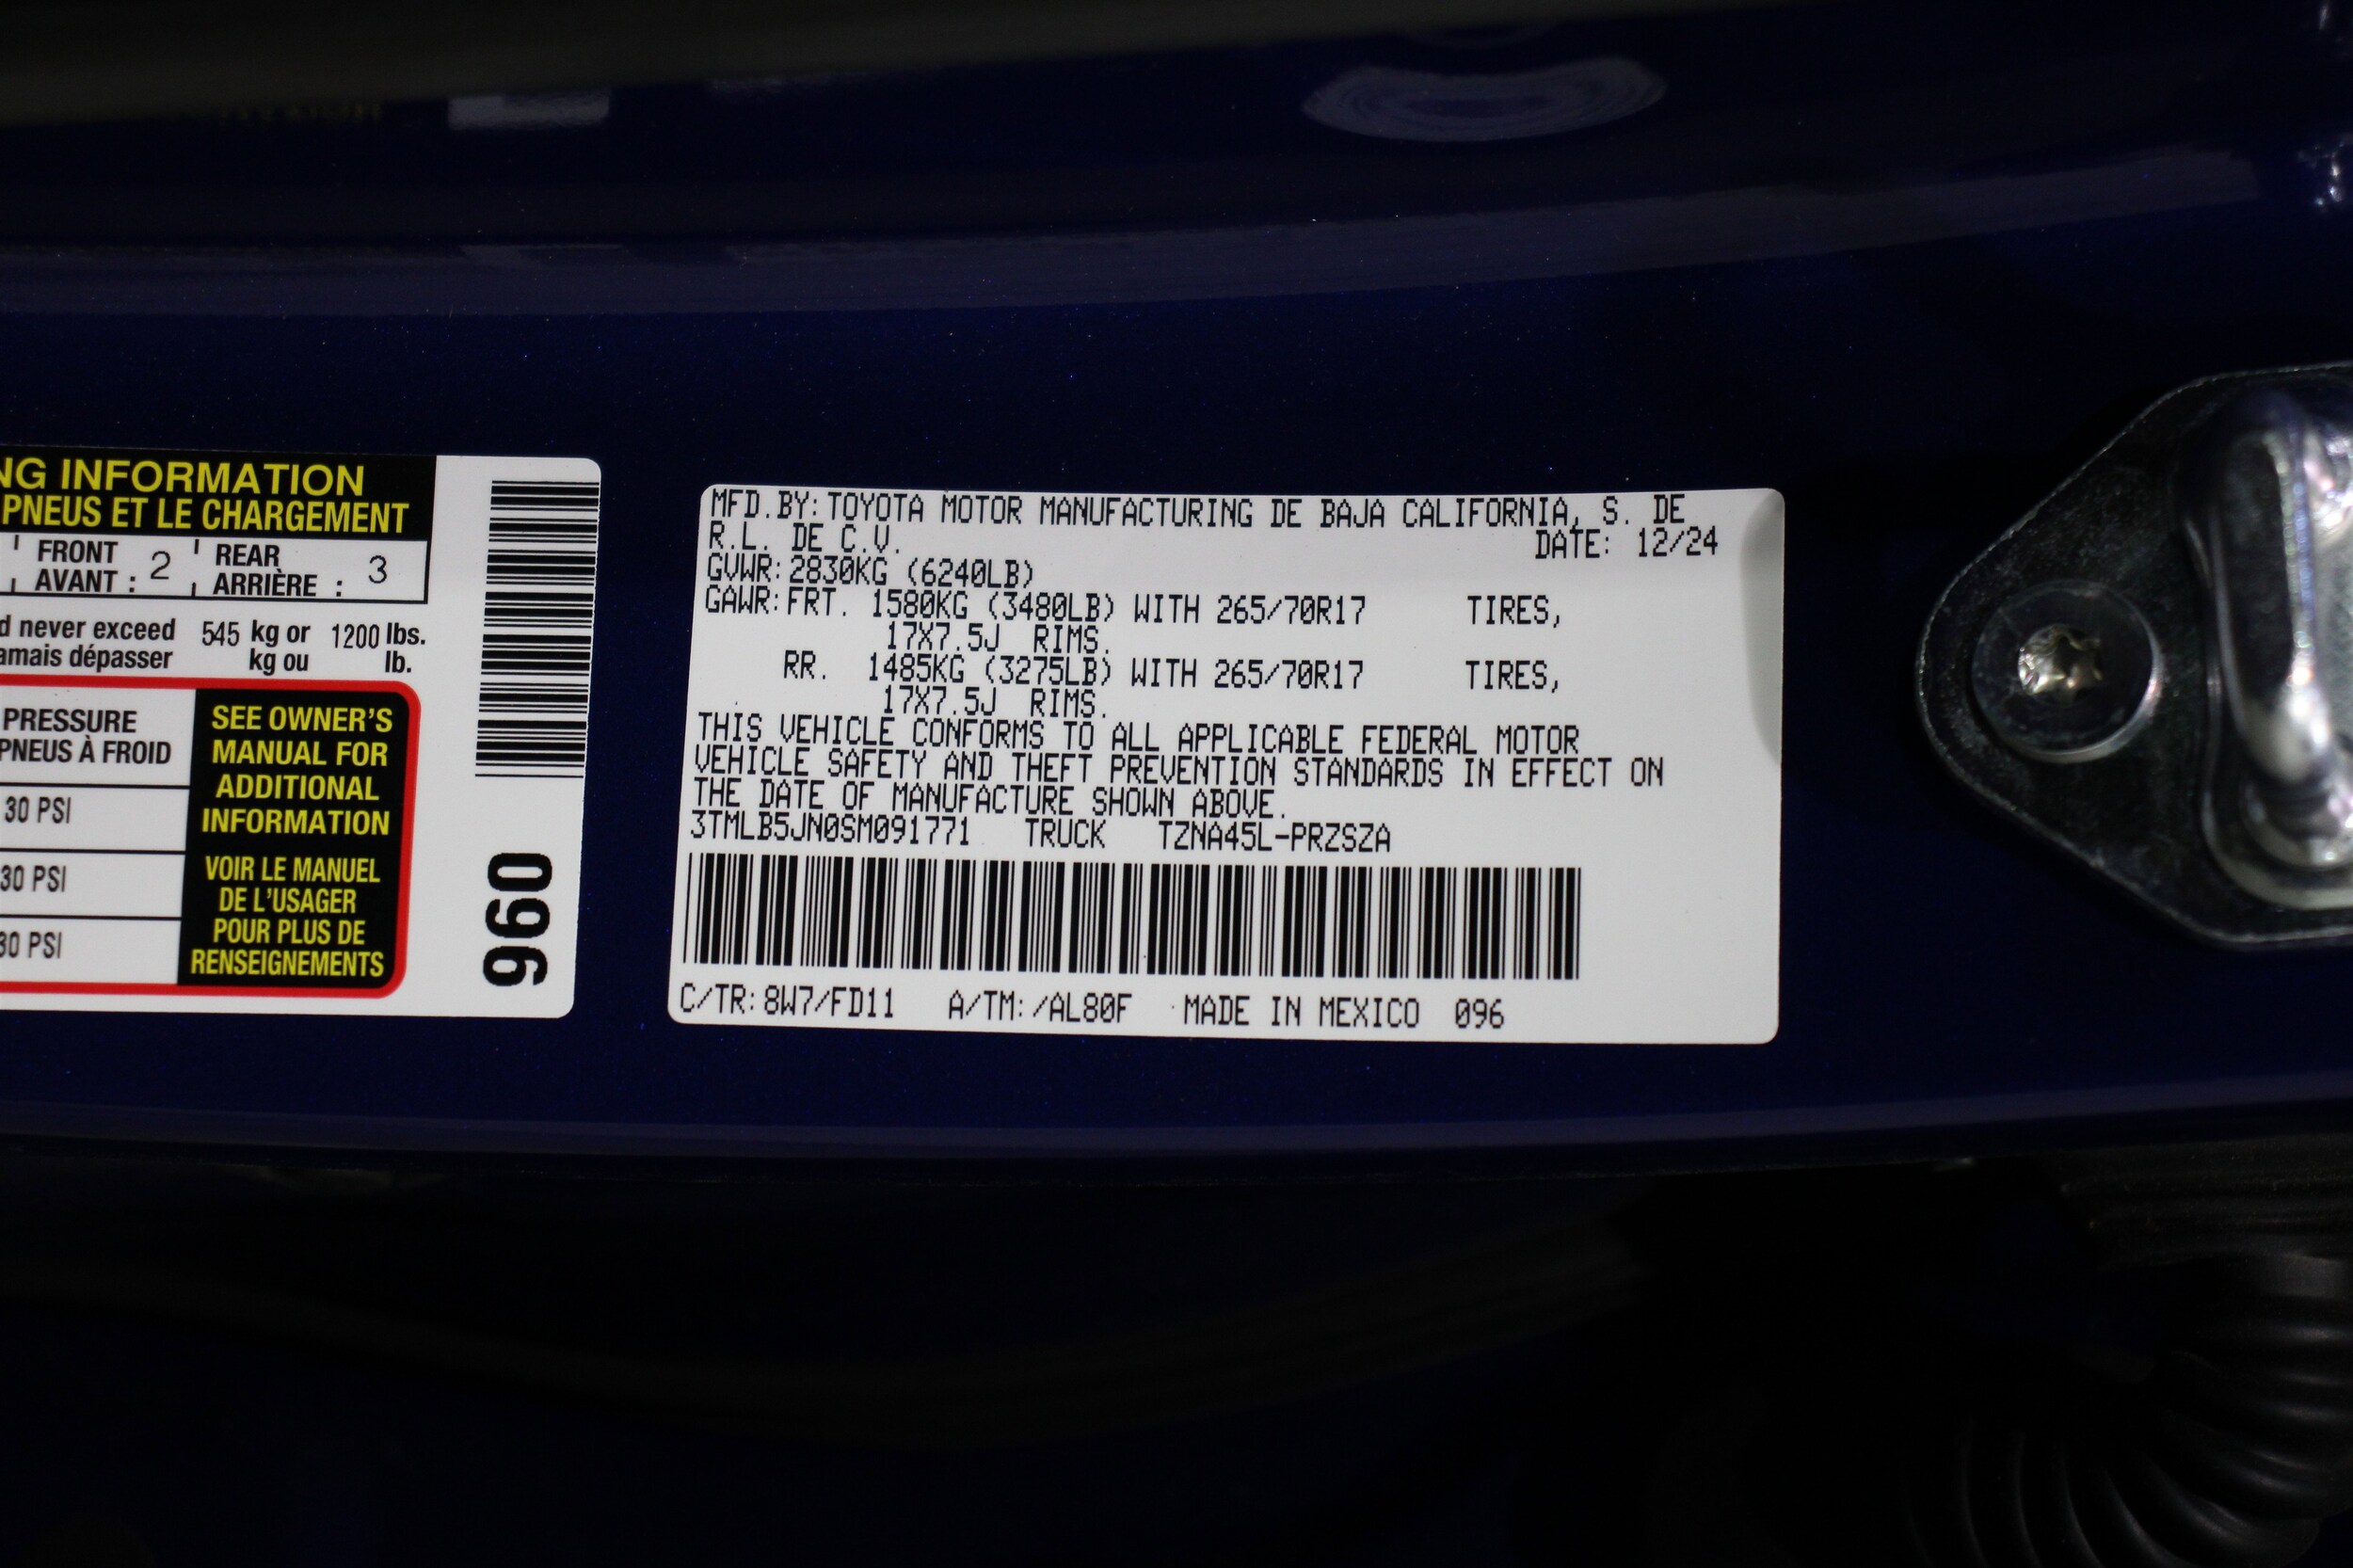 NG INFORMATION
PNEUS ET LE CHARGEMENT
FRONT
AVANT : 2
REAR
ARRIÈRE : 3
never exceed 545 kg or 1200 lbs.
dépasser kg ou lb.
PRESSURE
PNEUS À FROID
30 PSI
30 PSI
30 PSI
SEE OWNER'S
MANUAL FOR
ADDITIONAL
INFORMATION
VOIR LE MANUEL
DE L'USAGER
POUR PLUS DE
RENSEIGNEMENTS
096
MFD.BY: TOYOTA MOTOR MANUFACTURING DE BAJA CALIFORNIA, S. DE
R.L. DE C.V. DATE: 12/24
GVWR: 2830KG (6240LB)
GAWR: FRT. 1580KG (3480LB) WITH 265/70R17 TIRES,
17X7.5J RIMS.
RR. 1485KG (3275LB) WITH 265/70R17 TIRES,
17X7.5J RIMS.
THIS VEHICLE CONFORMS TO ALL APPLICABLE FEDERAL MOTOR
VEHICLE SAFETY AND THEFT PREVENTION STANDARDS IN EFFECT ON
THE DATE OF MANUFACTURE SHOWN ABOVE.
3TMLB5JN0SM091771 TRUCK TZNA45L-PRZSZA
C/TR: 8W7/FD11 A/TM: /AL80F MADE IN MEXICO 096